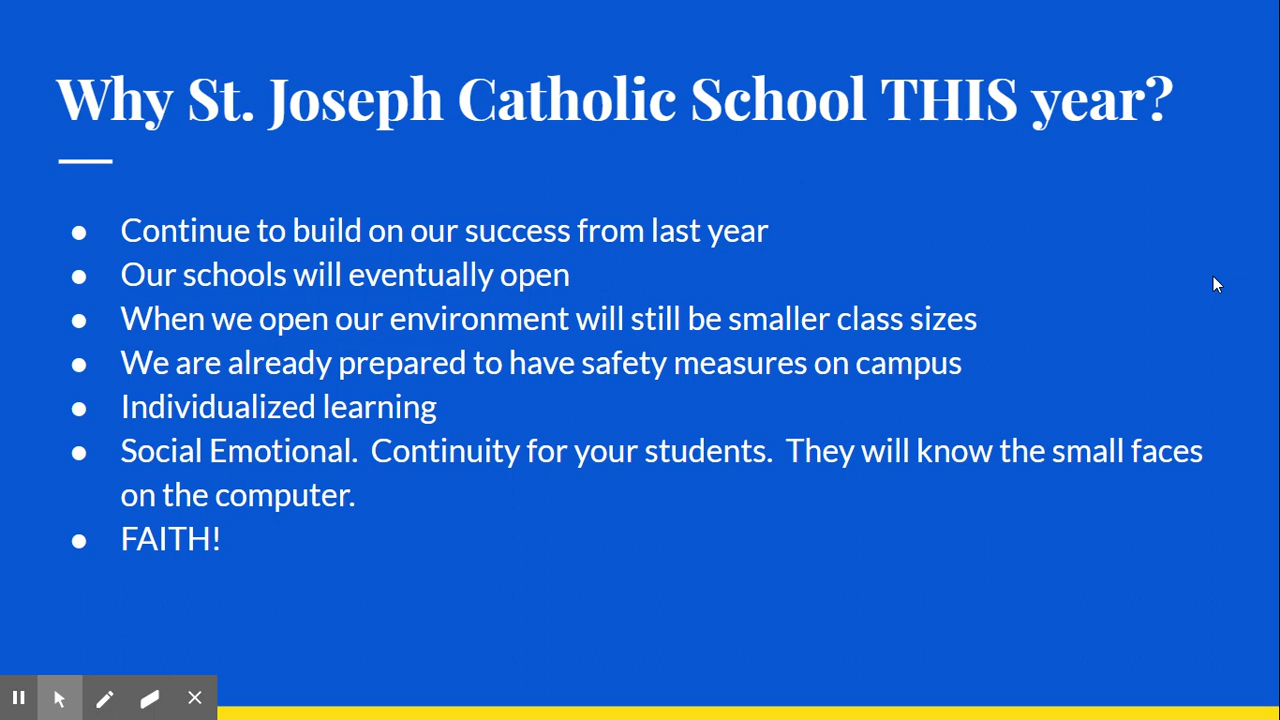 Why St. Joseph Catholic School THIS year?
● Continue to build on our success from last year
● Our schools will eventually open
● When we open our environment will still be smaller class sizes
● We are already prepared to have safety measures on campus
● Individualized learning
● Social Emotional.  Continuity for your students.  They will know the small faces
on the computer.
● FAITH!